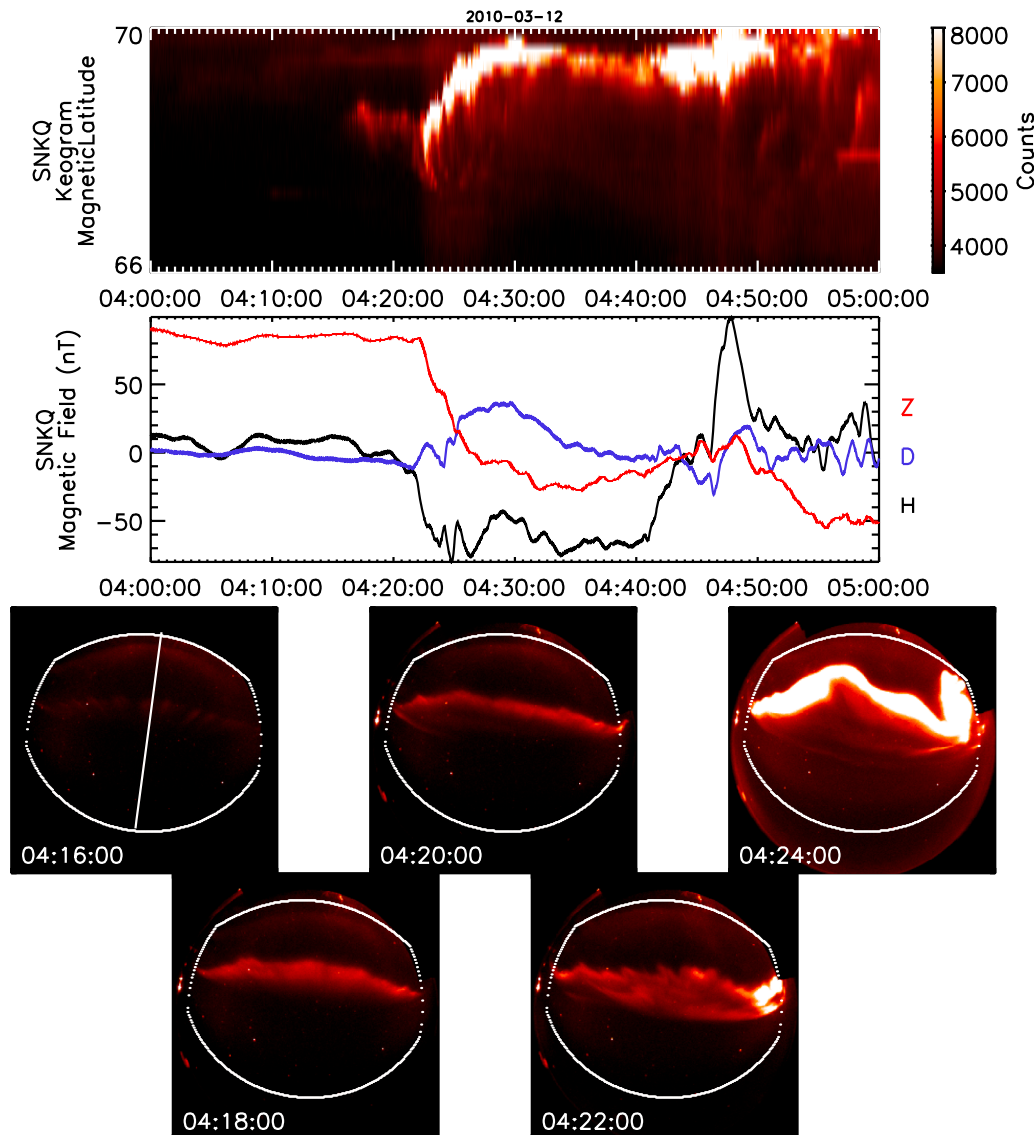 2010-03-12
70
66
SNKQ
Keogram
MagneticLatitude
8000
7000
6000
5000
4000
Counts
04:00:00 04:10:00 04:20:00 04:30:00 04:40:00 04:50:00 05:00:00
SNKQ
Magnetic Field (nT)
50
0
−50
Z
D
H
04:00:00 04:10:00 04:20:00 04:30:00 04:40:00 04:50:00 05:00:00
04:16:00
04:20:00
04:24:00
04:18:00
04:22:00